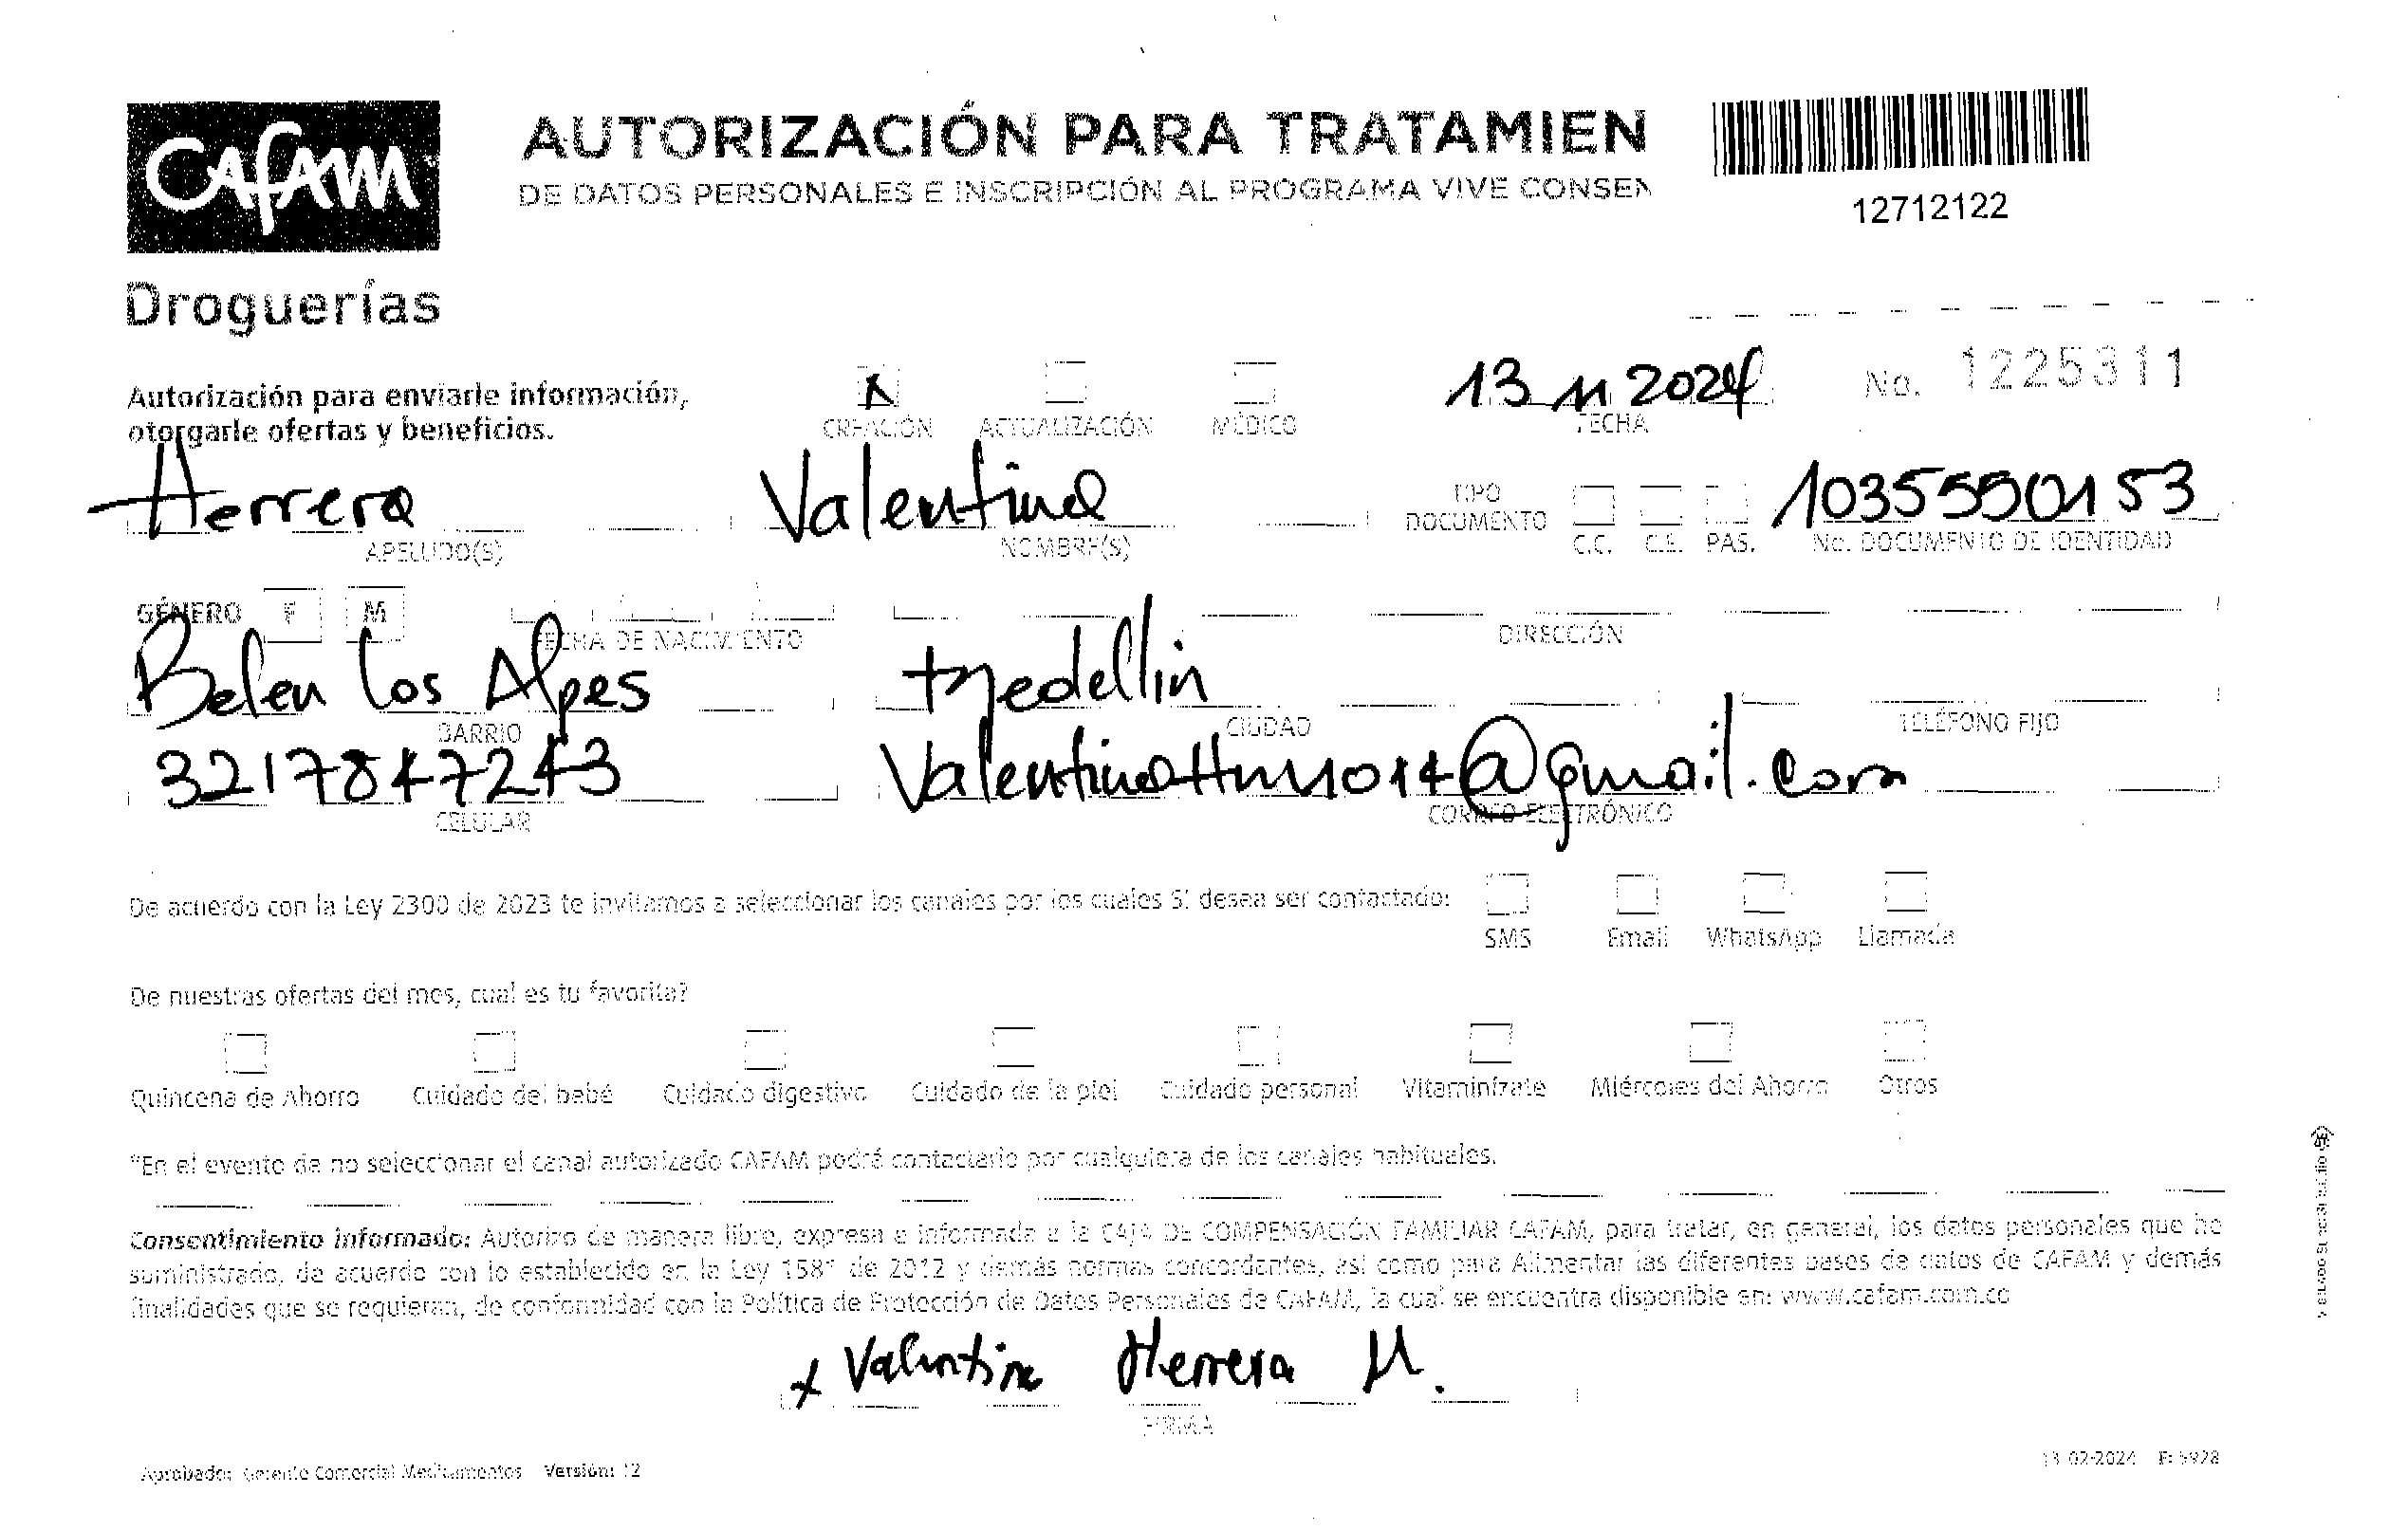 CAFAM
Droguerías
AUTORIZACIÓN PARA TRATAMIEN
DE DATOS PERSONALES E INSCRIPCIÓN AL PROGRAMA VIVE CONSEN
12712122
Autorización para enviarle información,
otorgarle ofertas y beneficios.
X
CREACIÓN ACTUALIZACIÓN MÉDICO
13 11 2024
FECHA
No. 1225311
Herrera Valentina
APELLIDO(S) NOMBRE(S)
TIPO
DOCUMENTO
C.C. C.E. PAS.
1035550153
No. DOCUMENTO DE IDENTIDAD
GÉNERO F M
FECHA DE NACIMIENTO DIRECCIÓN
Belen los Alpes Medellin
BARRIO CIUDAD TELÉFONO FIJO
3217847243 @gmail.com
CELULAR CORREO ELECTRÓNICO
De acuerdo con la Ley 2300 de 2023 te invitamos a seleccionar los canales por los cuales SÍ desea ser contactado:
SMS Email WhatsApp Llamada
De nuestras ofertas del mes, cual es tu favorita?
Quincena de Ahorro Cuidado del bebé Cuidado digestivo Cuidado de la piel Cuidado personal Vitaminízate Miércoles del Ahorro Otros
*En el evento de no seleccionar el canal autorizado CAFAM podrá contactarlo por cualquiera de los canales habituales.
Consentimiento informado: Autorizo de manera libre, expresa e informada a la CAJA DE COMPENSACIÓN FAMILIAR CAFAM, para tratar, en general, los datos personales que he
suministrado, de acuerdo con lo establecido en la Ley 1581 de 2012 y demás normas concordantes, así como para Alimentar las diferentes bases de datos de CAFAM y demás
finalidades que se requieran, de conformidad con la Política de Protección de Datos Personales de CAFAM, la cual se encuentra disponible en: www.cafam.com.co
x Valentina Herrera M.
FIRMA
Aprobado: Gerente Comercial Medicamentos Versión: 12
13-02-2024 F: 5928